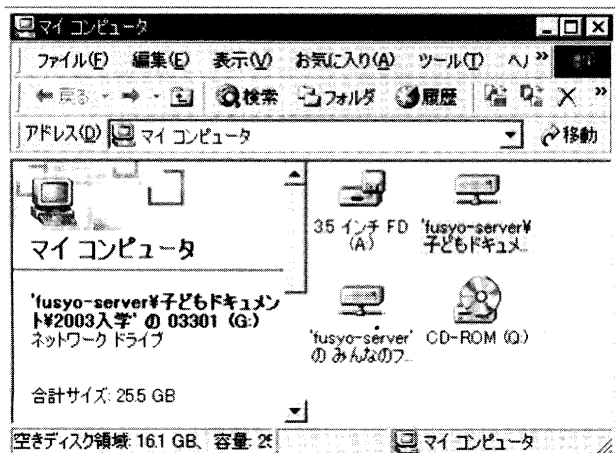 マイ コンピュータ
ファイル(F) 編集(E) 表示(V) お気に入り(A) ツール(T) ヘ »
戻る 検索 フォルダ 履歴 »
アドレス(D) マイ コンピュータ 移動
マイ コンピュータ
'fusyo-server¥子どもドキュメン
ト¥2003入学' の 03301 (G:)
ネットワーク ドライブ
合計サイズ: 25.5 GB
3.5 インチ FD
(A:)
'fusyo-server¥
子どもドキュメ...
'fusyo-server'
の みんなのフ...
CD-ROM (Q:)
空きディスク領域: 16.1 GB、容量: 25
マイ コンピュータ